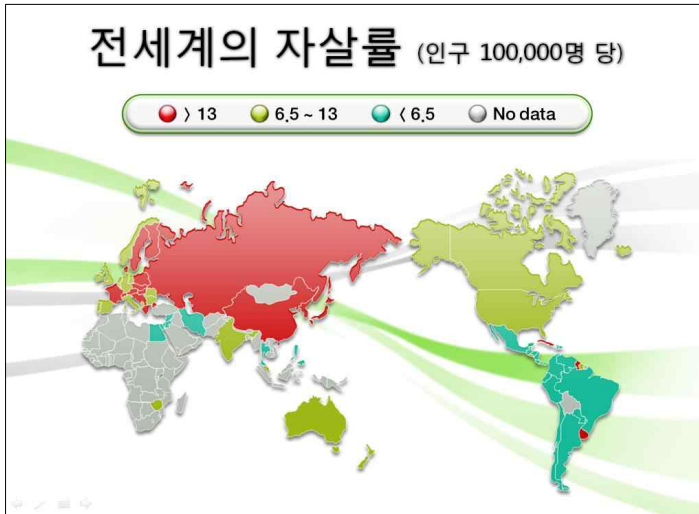 전세계의 자살률 (인구 100,000명 당)
> 13 6.5 ~ 13 < 6.5 No data